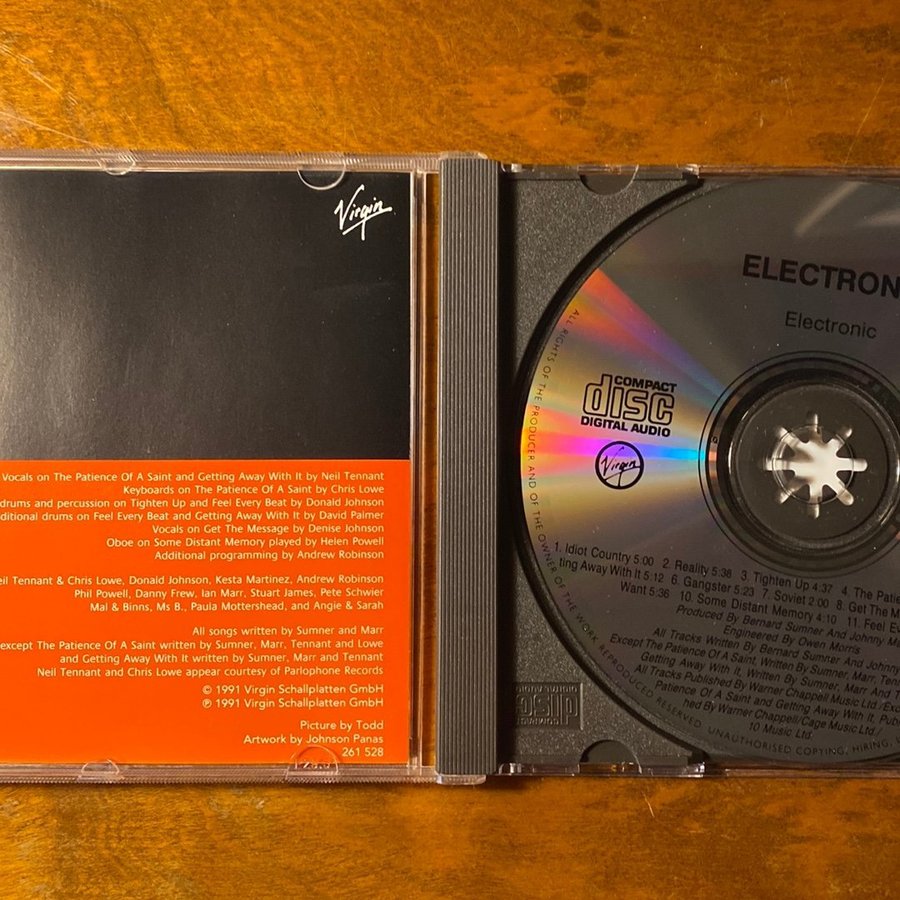 Virgin
Vocals on The Patience Of A Saint and Getting Away With It by Neil Tennant
Keyboards on The Patience Of A Saint by Chris Lowe
drums and percussion on Tighten Up and Feel Every Beat by Donald Johnson
ditional drums on Feel Every Beat and Getting Away With It by David Palmer
Vocals on Get The Message by Denise Johnson
Oboe on Some Distant Memory played by Helen Powell
Additional programming by Andrew Robinson
eil Tennant & Chris Lowe, Donald Johnson, Kesta Martinez, Andrew Robinson
Phil Powell, Danny Frew, Ian Marr, Stuart James, Pete Schwier
Mal & Binns, Ms B., Paula Mottershead, and Angie & Sarah
All songs written by Sumner and Marr
except The Patience Of A Saint written by Sumner, Marr, Tennant and Lowe
and Getting Away With It written by Sumner, Marr and Tennant
Neil Tennant and Chris Lowe appear courtesy of Parlophone Records
© 1991 Virgin Schallplatten GmbH
℗ 1991 Virgin Schallplatten GmbH
Picture by Todd
Artwork by Johnson Panas
261 528
ELECTRON
Electronic
COMPACT
disc
DIGITAL AUDIO
Virgin
1. Idiot Country 5:00 2. Reality 5:38 3. Tighten Up 4:37 4. The Patie
ting Away With It 5:12 6. Gangster 5:23 7. Soviet 2:00 8. Get The M
Want 5:36 10. Some Distant Memory 4:10 11. Feel Eve
Produced By Bernard Sumner And Johnny Ma
Engineered By Owen Morris
All Tracks Written By Bernard Sumner And Johnny
Except The Patience Of A Saint, Written By Sumner, Marr, Ten
Getting Away With It, Written By Sumner, Marr And T
All Tracks Published By Warner Chappell Music Ltd./Exc
Patience Of A Saint and Getting Away With It, Publi
hed By Warner Chappell/Cage Music Ltd./
10 Music Ltd.
ALL RIGHTS OF THE PRODUCER AND OF THE OWNER OF THE WORK REPRODUCED RESERVED. UNAUTHORISED COPYING, HIRING,
COMPACT
disc
DIGITAL AUDIO